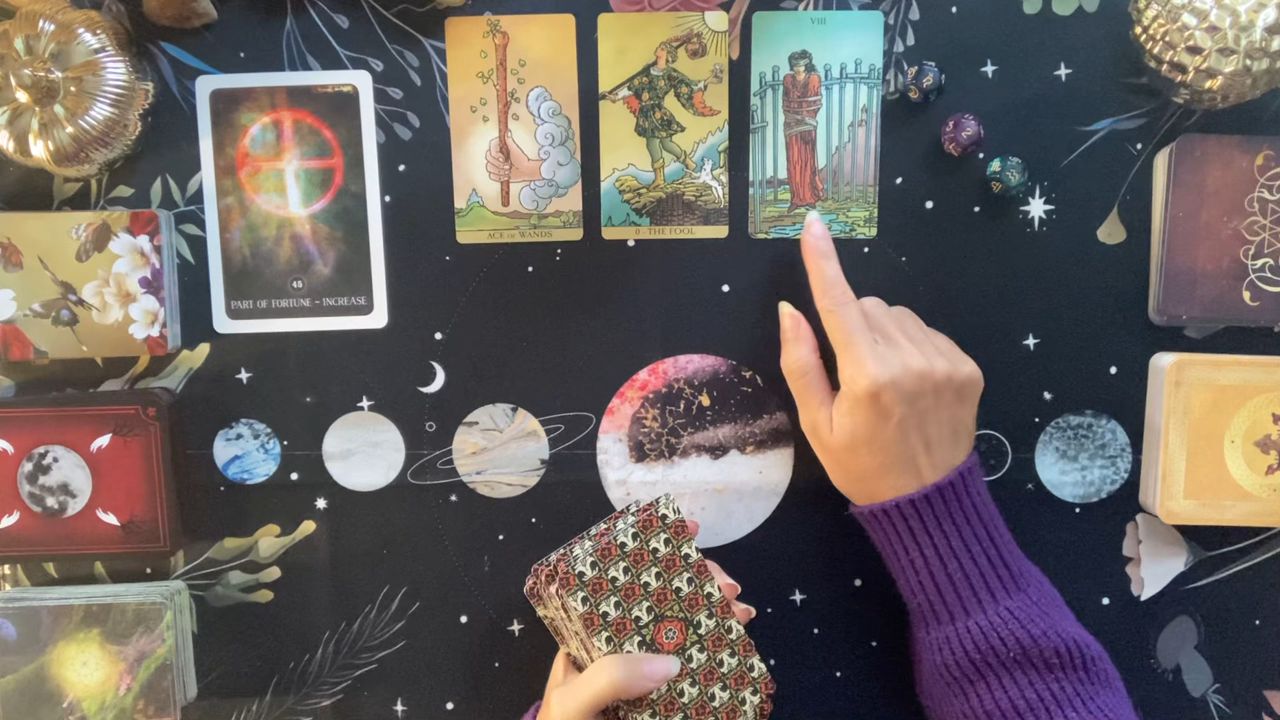 45
PART OF FORTUNE ~ INCREASE
ACE OF WANDS
0 - THE FOOL
VIII